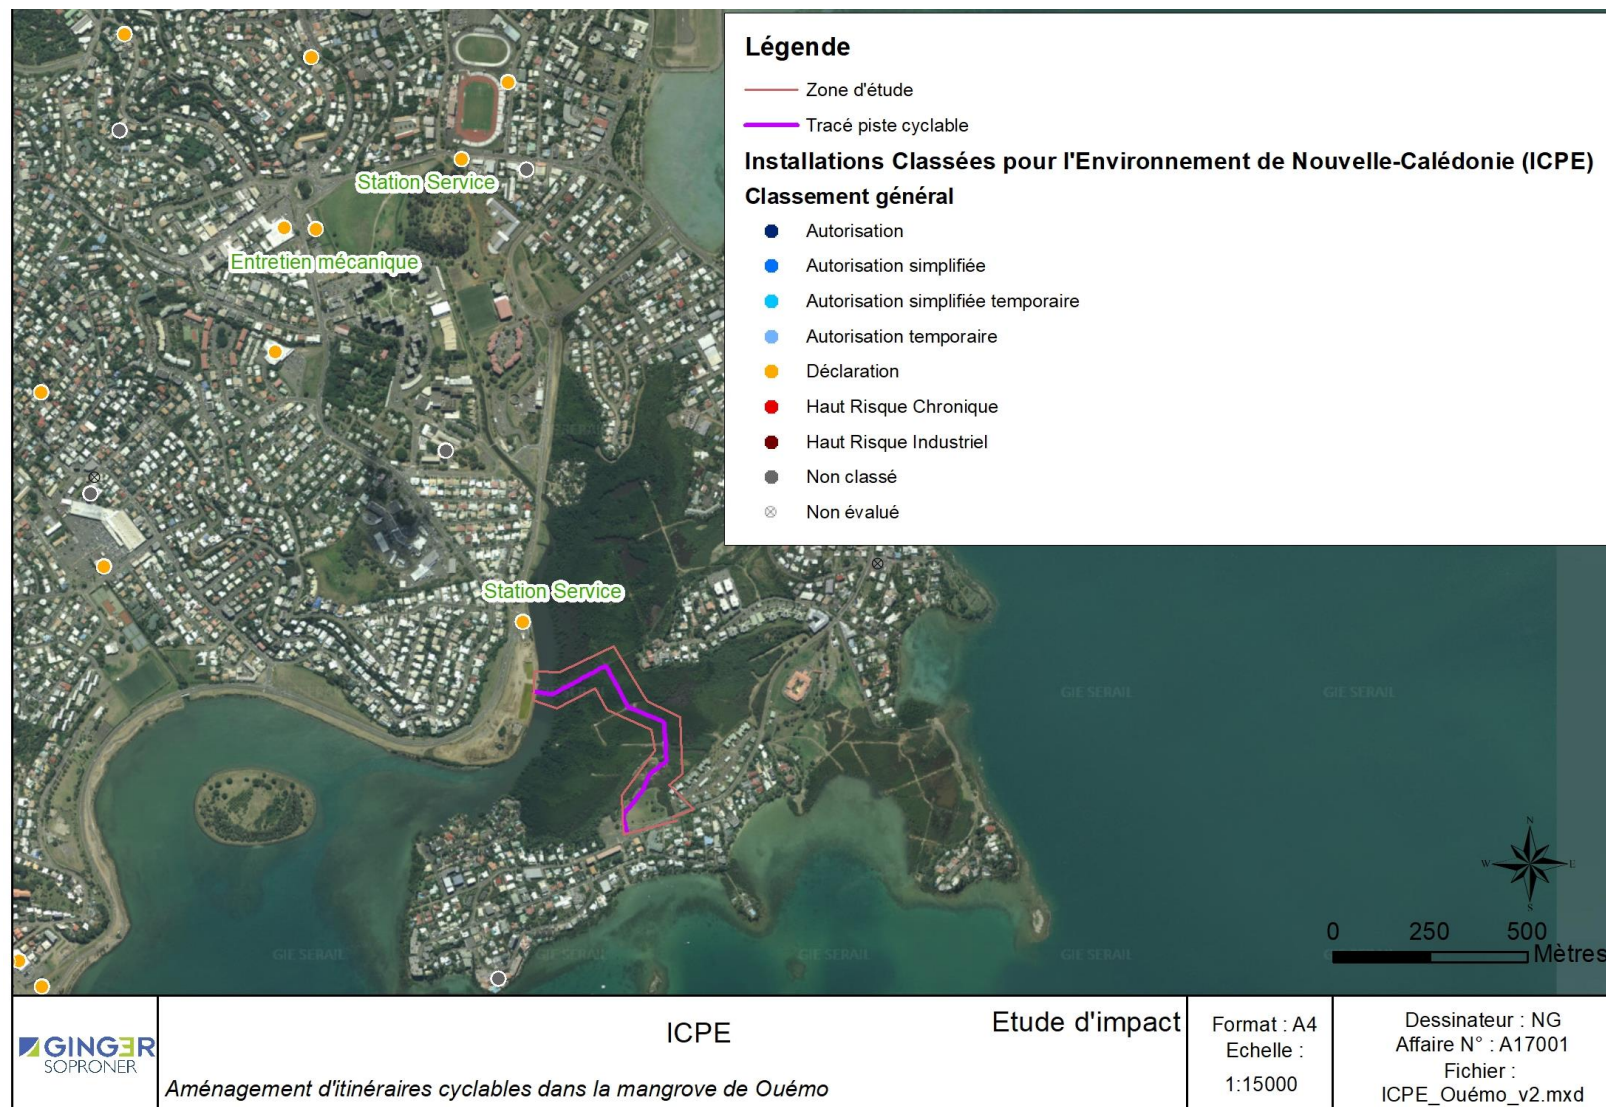 Légende
Zone d'étude
Tracé piste cyclable
Installations Classées pour l'Environnement de Nouvelle-Calédonie (ICPE)
Classement général
Autorisation
Autorisation simplifiée
Autorisation simplifiée temporaire
Autorisation temporaire
Déclaration
Haut Risque Chronique
Haut Risque Industriel
Non classé
Non évalué
Station Service
Entretien mécanique
Station Service
GIE SERAIL
GIE SERAIL
GIE SERAIL
GIE SERAIL
GIE SERAIL
N
W
E
S
0 250 500
Mètres
GINGER
SOPRONER
ICPE
Etude d'impact
Aménagement d'itinéraires cyclables dans la mangrove de Ouémo
Format : A4
Echelle :
1:15000
Dessinateur : NG
Affaire N° : A17001
Fichier :
ICPE_Ouémo_v2.mxd